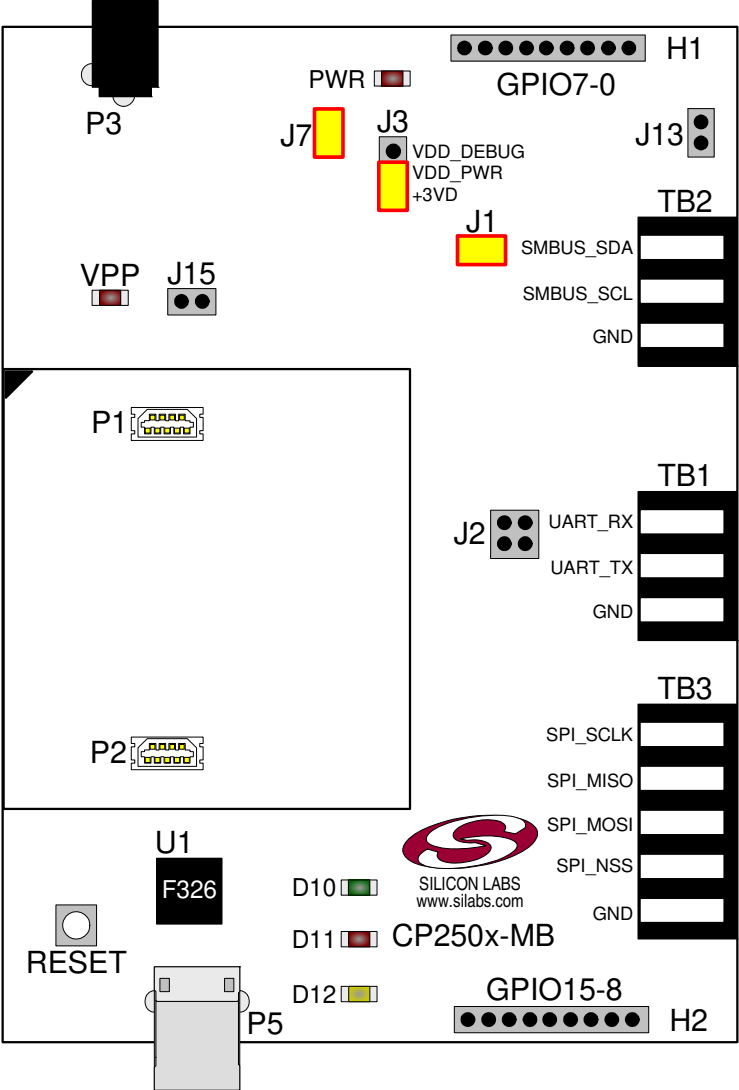 H1
PWR
GPIO7-0
P3
J7
J3
J13
VDD_DEBUG
VDD_PWR
+3VD
TB2
J1
SMBUS_SDA
VPP
J15
SMBUS_SCL
GND
P1
TB1
J2
UART_RX
UART_TX
GND
TB3
P2
SPI_SCLK
SPI_MISO
SPI_MOSI
U1
SPI_NSS
F326
D10
SILICON LABS
www.silabs.com
GND
D11
CP250x-MB
RESET
D12
GPIO15-8
P5
H2